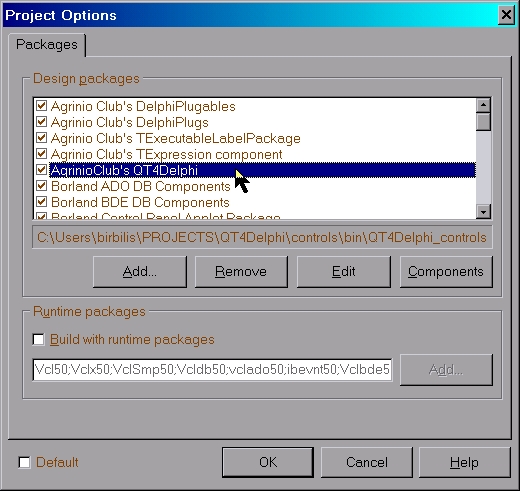 Project Options
Packages
Design packages
Agrinio Club's DelphiPlugables
Agrinio Club's DelphiPlugs
Agrinio Club's TExecutableLabelPackage
Agrinio Club's TExpression component
AgrinioClub's QT4Delphi
Borland ADO DB Components
Borland BDE DB Components
Borland Control Panel Applet Package
C:\Users\birbilis\PROJECTS\QT4Delphi\controls\bin\QT4Delphi_controls
Add... Remove Edit Components
Runtime packages
Build with runtime packages
Vcl50;Vclx50;VclSmp50;Vcldb50;vclado50;ibevnt50;Vclbde5 Add...
Default OK Cancel Help